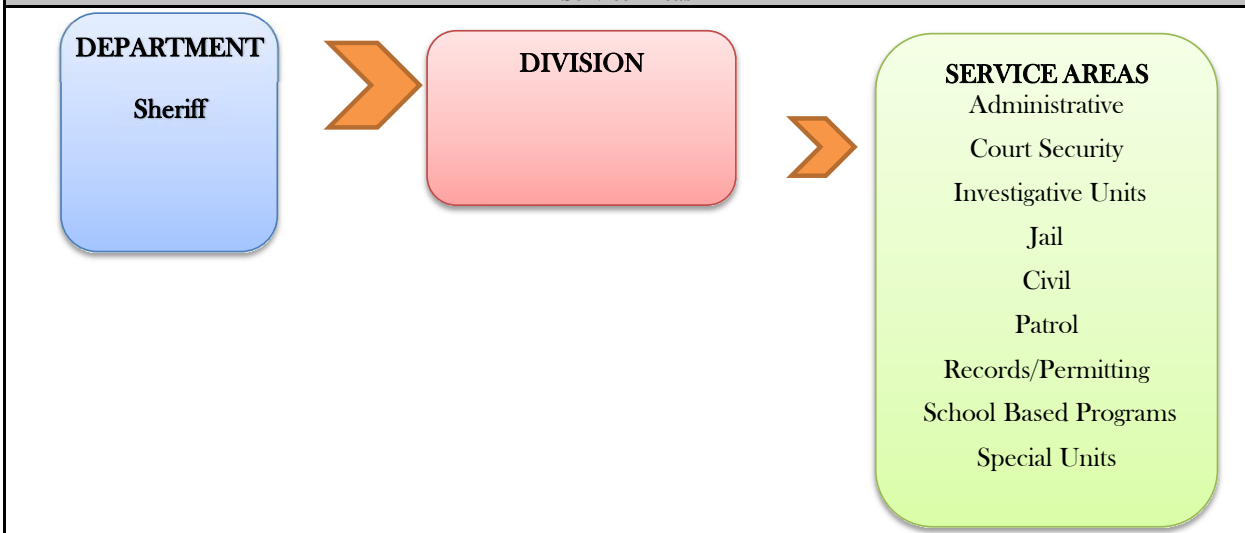 DEPARTMENT
Sheriff
DIVISION
SERVICE AREAS
Administrative
Court Security
Investigative Units
Jail
Civil
Patrol
Records/Permitting
School Based Programs
Special Units